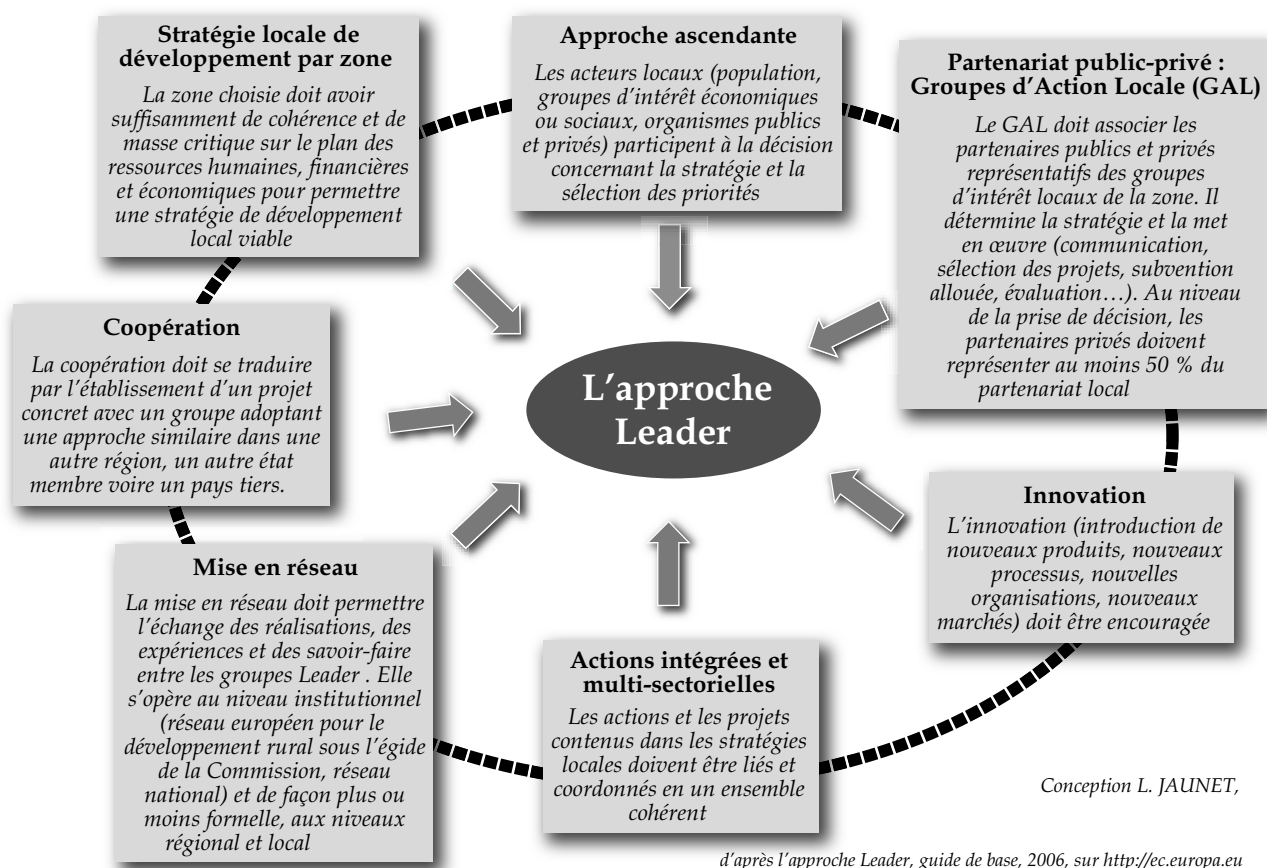 Stratégie locale de
développement par zone
La zone choisie doit avoir
suffisamment de cohérence et de
masse critique sur le plan des
ressources humaines, financières
et économiques pour permettre
une stratégie de développement
local viable
Approche ascendante
Les acteurs locaux (population,
groupes d'intérêt économiques
ou sociaux, organismes publics
et privés) participent à la décision
concernant la stratégie et la
sélection des priorités
Partenariat public-privé :
Groupes d'Action Locale (GAL)
Le GAL doit associer les
partenaires publics et privés
représentatifs des groupes
d'intérêt locaux de la zone. Il
détermine la stratégie et la met
en œuvre (communication,
sélection des projets, subvention
allouée, évaluation…). Au niveau
de la prise de décision, les
partenaires privés doivent
représenter au moins 50 % du
partenariat local
Coopération
La coopération doit se traduire
par l'établissement d'un projet
concret avec un groupe adoptant
une approche similaire dans une
autre région, un autre état
membre voire un pays tiers.
L'approche
Leader
Innovation
L'innovation (introduction de
nouveaux produits, nouveaux
processus, nouvelles
organisations, nouveaux
marchés) doit être encouragée
Mise en réseau
La mise en réseau doit permettre
l'échange des réalisations, des
expériences et des savoir-faire
entre les groupes Leader . Elle
s'opère au niveau institutionnel
(réseau européen pour le
développement rural sous l'égide
de la Commission, réseau
national) et de façon plus ou
moins formelle, aux niveaux
régional et local
Actions intégrées et
multi-sectorielles
Les actions et les projets
contenus dans les stratégies
locales doivent être liés et
coordonnés en un ensemble
cohérent
Conception L. JAUNET,
d'après l'approche Leader, guide de base, 2006, sur http://ec.europa.eu